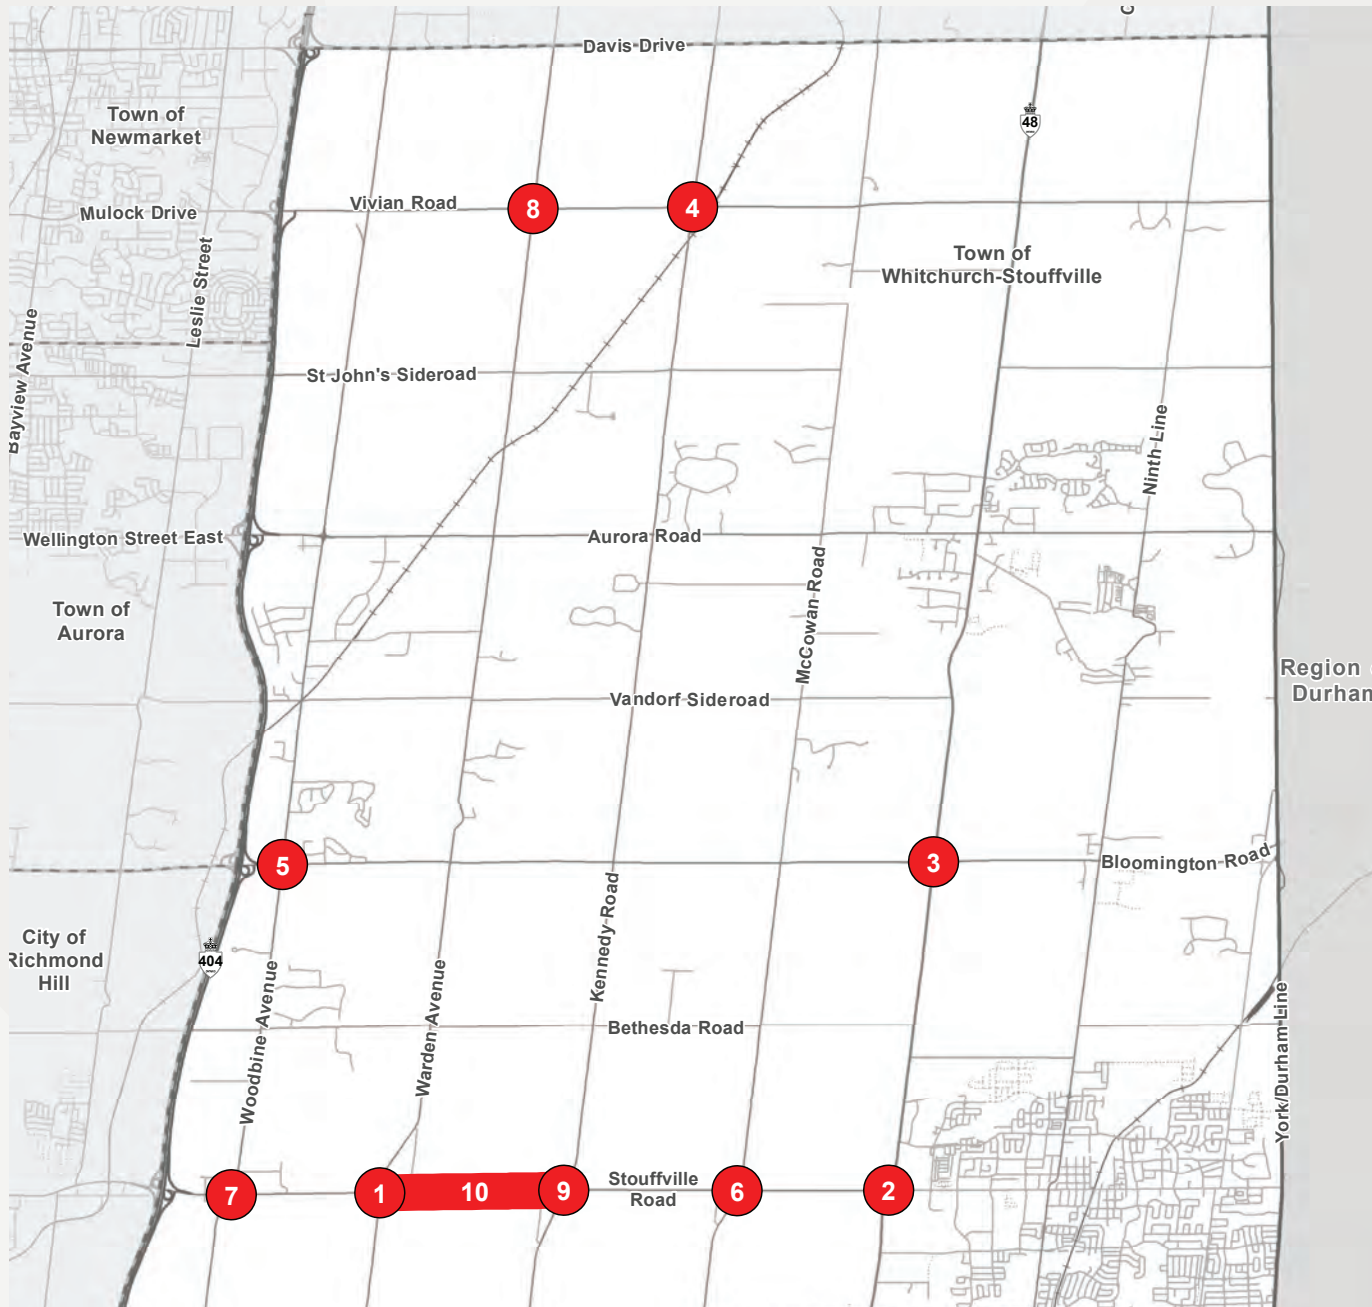 Davis Drive
Town of
Newmarket
48
Mulock Drive
Vivian Road
8
4
Leslie Street
Town of
Whitchurch-Stouffville
Bayview Avenue
St John's Sideroad
Ninth Line
Wellington Street East
Aurora Road
McCowan Road
Town of
Aurora
Region
Durham
Vandorf Sideroad
5
3
Bloomington Road
City of
Richmond
Hill
404
Kennedy Road
Woodbine Avenue
Warden Avenue
Bethesda Road
York/Durham Line
7
1
10
9
Stouffville
Road
6
2